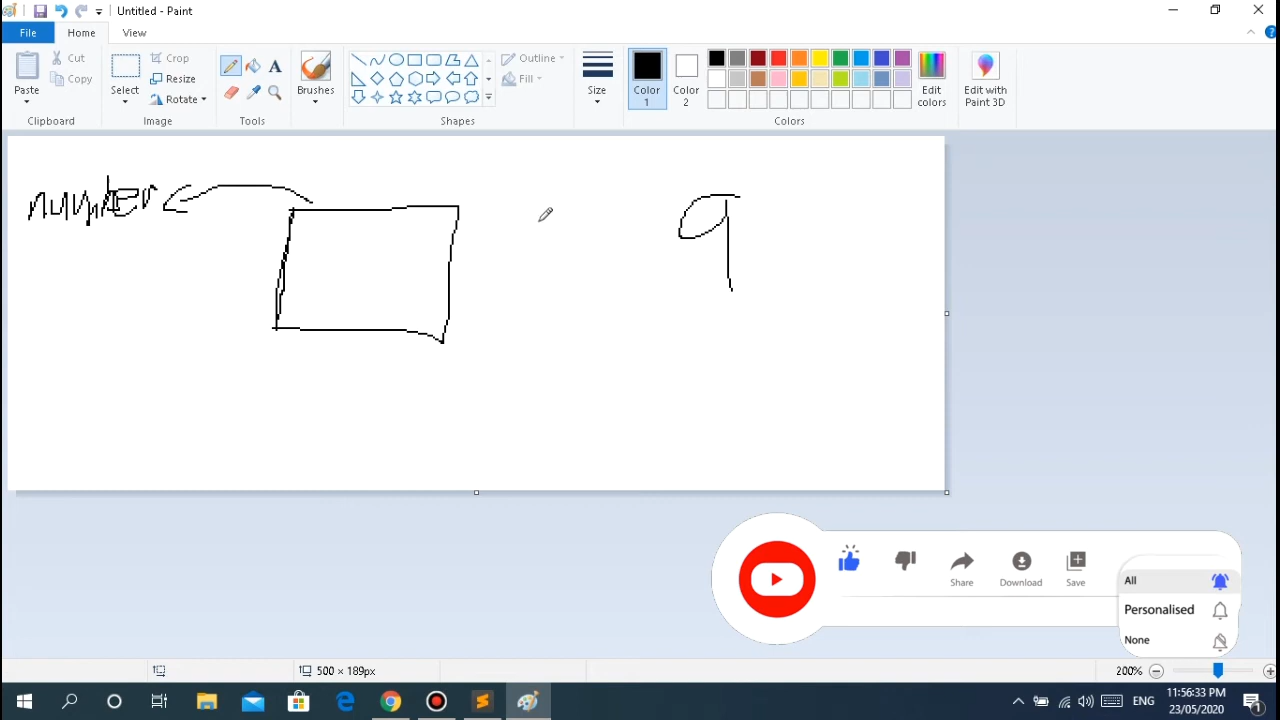 Untitled - Paint
File Home View
Paste
Cut
Copy
Clipboard
Select
Crop
Resize
Rotate
Image
Tools
Brushes
Shapes
Outline
Fill
Size
Color 1
Color 2
Edit colors
Colors
Edit with Paint 3D
number
9
Share
Download
Save
All
Personalised
None
500 × 189px
200%
ENG
11:56:33 PM
23/05/2020
1